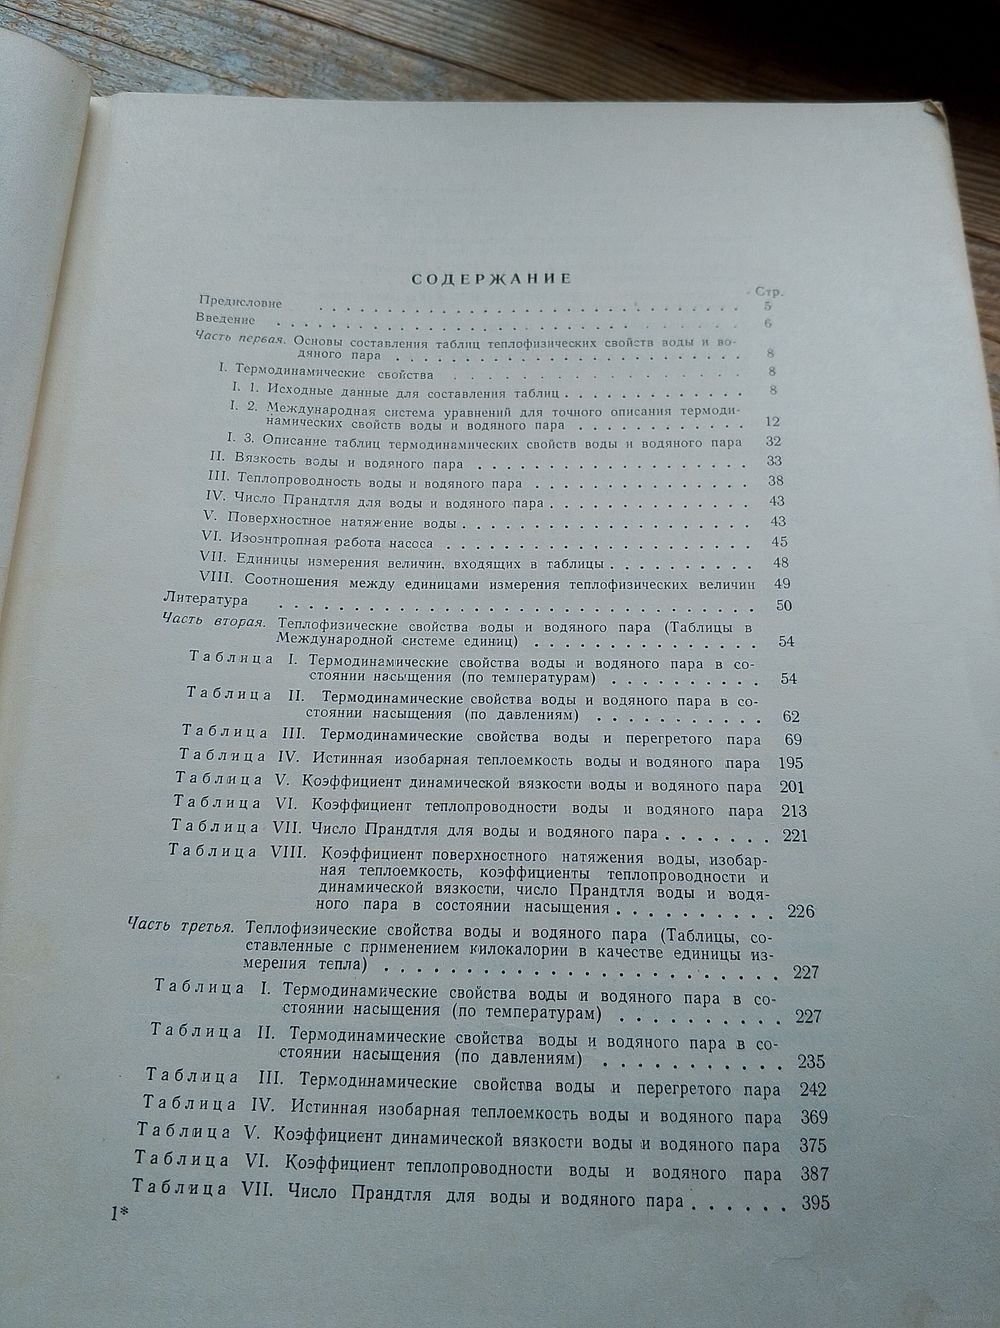 СОДЕРЖАНИЕ
Стр.
Предисловие . . . . . . . . . . 5
Введение . . . . . . . . . . 6
Часть первая. Основы составления таблиц теплофизических свойств воды и во-
дяного пара . . . . . . . . . . 8
I. Термодинамические свойства . . . . . . . . . . 8
I. 1. Исходные данные для составления таблиц . . . . . . . . . . 8
I. 2. Международная система уравнений для точного описания термоди-
намических свойств воды и водяного пара . . . . . . . . . . 12
I. 3. Описание таблиц термодинамических свойств воды и водяного пара 32
II. Вязкость воды и водяного пара . . . . . . . . . . 33
III. Теплопроводность воды и водяного пара . . . . . . . . . . 38
IV. Число Прандтля для воды и водяного пара . . . . . . . . . . 43
V. Поверхностное натяжение воды . . . . . . . . . . 43
VI. Изоэнтропная работа насоса . . . . . . . . . . 45
VII. Единицы измерения величин, входящих в таблицы . . . . . . . . . . 48
VIII. Соотношения между единицами измерения теплофизических величин 49
Литература . . . . . . . . . . 50
Часть вторая. Теплофизические свойства воды и водяного пара (Таблицы в
Международной системе единиц) . . . . . . . . . . 54
Таблица I. Термодинамические свойства воды и водяного пара в со-
стоянии насыщения (по температурам) . . . . . . . . . . 54
Таблица II. Термодинамические свойства воды и водяного пара в со-
стоянии насыщения (по давлениям) . . . . . . . . . . 62
Таблица III. Термодинамические свойства воды и перегретого пара 69
Таблица IV. Истинная изобарная теплоемкость воды и водяного пара 195
Таблица V. Коэффициент динамической вязкости воды и водяного пара 201
Таблица VI. Коэффициент теплопроводности воды и водяного пара 213
Таблица VII. Число Прандтля для воды и водяного пара . . . . . . . 221
Таблица VIII. Коэффициент поверхностного натяжения воды, изобар-
ная теплоемкость, коэффициенты теплопроводности и
динамической вязкости, число Прандтля воды и водя-
ного пара в состоянии насыщения . . . . . . . . . . 226
Часть третья. Теплофизические свойства воды и водяного пара (Таблицы, со-
ставленные с применением килокалории в качестве единицы из-
мерения тепла) . . . . . . . . . . 227
Таблица I. Термодинамические свойства воды и водяного пара в со-
стоянии насыщения (по температурам) . . . . . . . . . . 227
Таблица II. Термодинамические свойства воды и водяного пара в со-
стоянии насыщения (по давлениям) . . . . . . . . . . 235
Таблица III. Термодинамические свойства воды и перегретого пара 242
Таблица IV. Истинная изобарная теплоемкость воды и водяного пара 369
Таблица V. Коэффициент динамической вязкости воды и водяного пара 375
Таблица VI. Коэффициент теплопроводности воды и водяного пара 387
Таблица VII. Число Прандтля для воды и водяного пара . . . . . . 395
1*